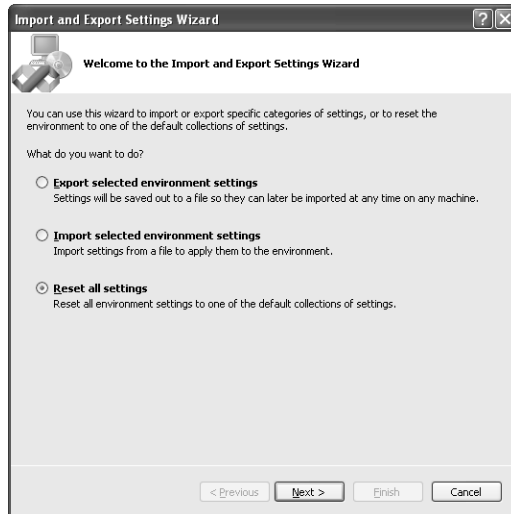 Import and Export Settings Wizard
Welcome to the Import and Export Settings Wizard
You can use this wizard to import or export specific categories of settings, or to reset the
environment to one of the default collections of settings.
What do you want to do?
Export selected environment settings
Settings will be saved out to a file so they can later be imported at any time on any machine.
Import selected environment settings
Import settings from a file to apply them to the environment.
Reset all settings
Reset all environment settings to one of the default collections of settings.
< Previous
Next >
Finish
Cancel